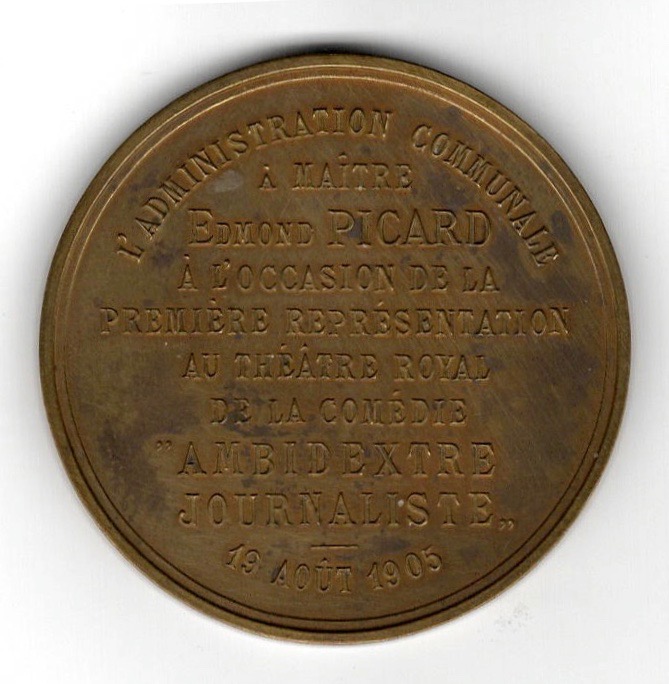 L'ADMINISTRATION COMMUNALE
À MAÎTRE
EDMOND PICARD
À L'OCCASION DE LA
PREMIÈRE REPRÉSENTATION
AU THÉÂTRE ROYAL
DE LA COMÉDIE
"AMBIDEXTRE
JOURNALISTE„
19 AOÛT 1905